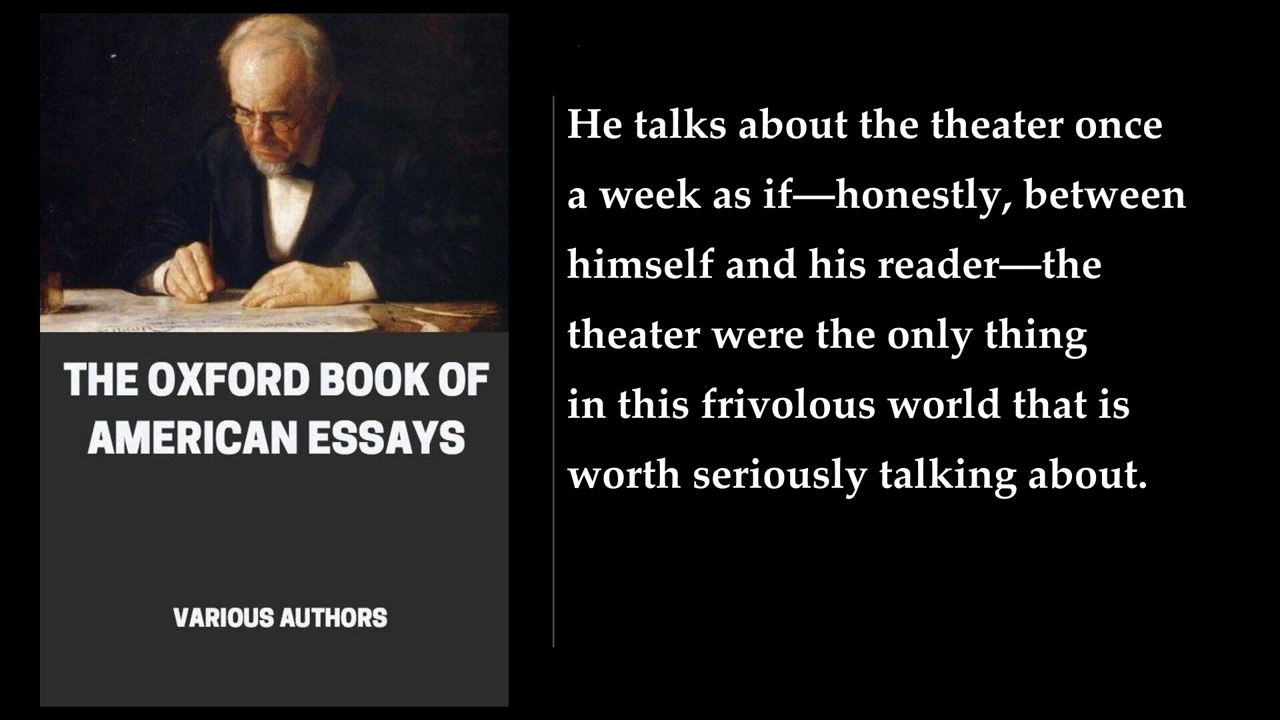 THE OXFORD BOOK OF
AMERICAN ESSAYS
VARIOUS AUTHORS
He talks about the theater once
a week as if—honestly, between
himself and his reader—the
theater were the only thing
in this frivolous world that is
worth seriously talking about.